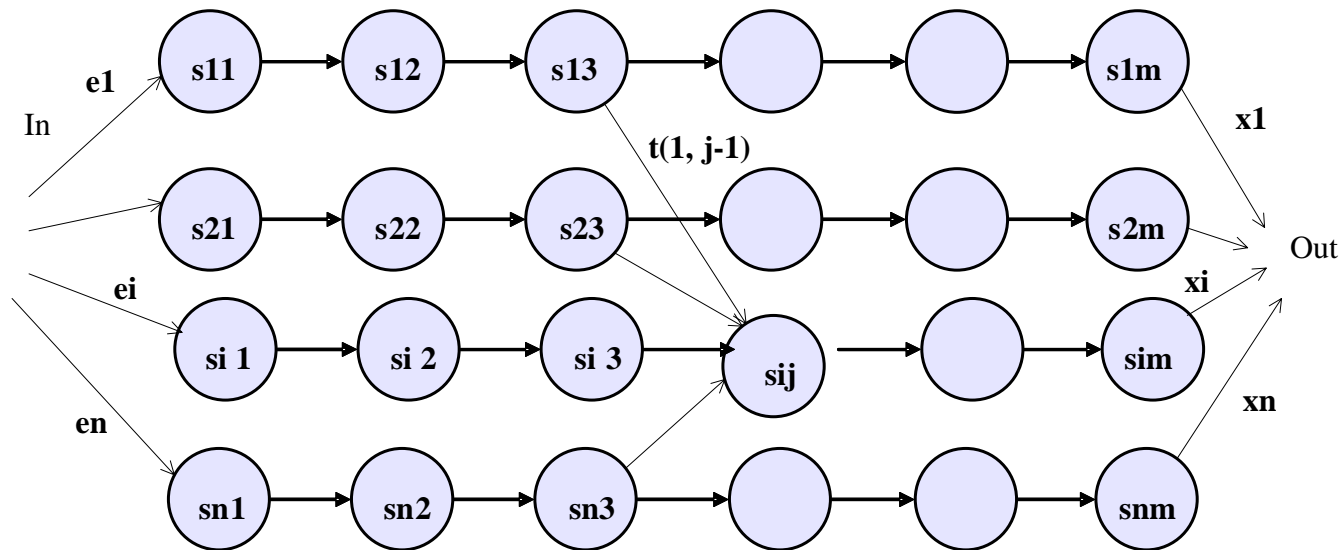 s11 s12 s13 s1m
e1
In
x1
t(1, j-1)
s21 s22 s23 s2m
Out
ei
xi
si 1 si 2 si 3 sij sim
en
xn
sn1 sn2 sn3 snm